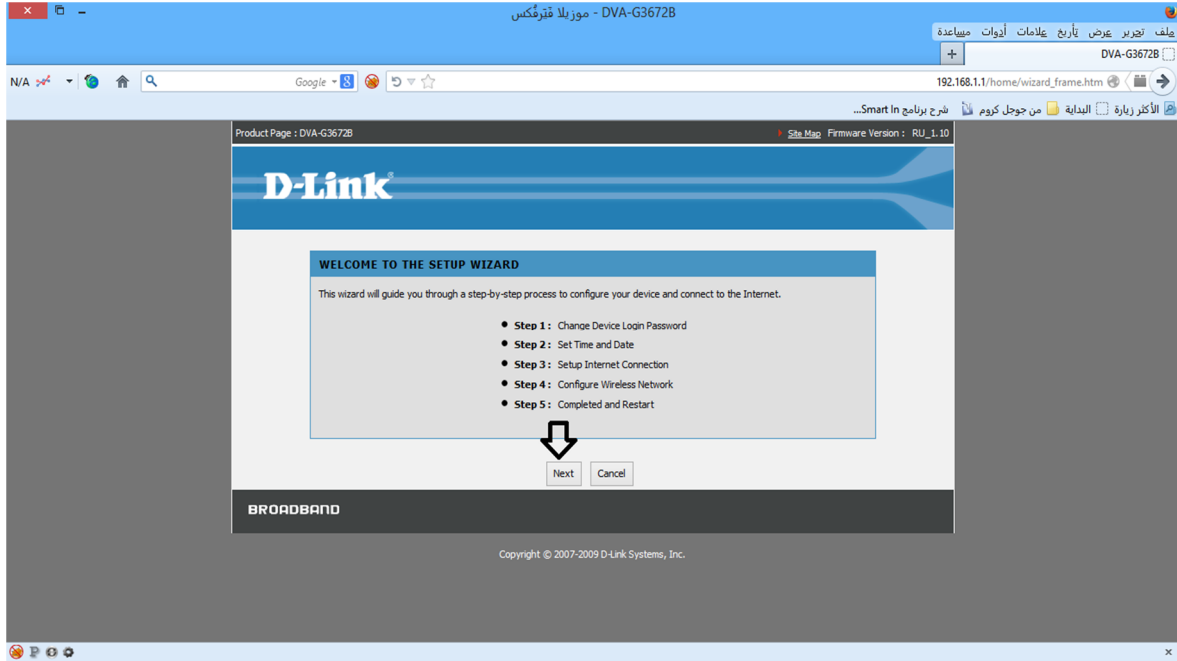 DVA-G3672B - موزيلا فَيَرفُكس
ملف تحرير عرض تأريخ علامات أدوات مساعدة
DVA-G3672B
192.168.1.1/home/wizard_frame.htm
Google
N/A
الأكثر زيارة البداية من جوجل كروم شرح برنامج Smart In...
Product Page : DVA-G3672B Site Map Firmware Version : RU_1.10
D-Link
WELCOME TO THE SETUP WIZARD
This wizard will guide you through a step-by-step process to configure your device and connect to the Internet.
Step 1 : Change Device Login Password
Step 2 : Set Time and Date
Step 3 : Setup Internet Connection
Step 4 : Configure Wireless Network
Step 5 : Completed and Restart
Next Cancel
BROADBAND
Copyright © 2007-2009 D-Link Systems, Inc.